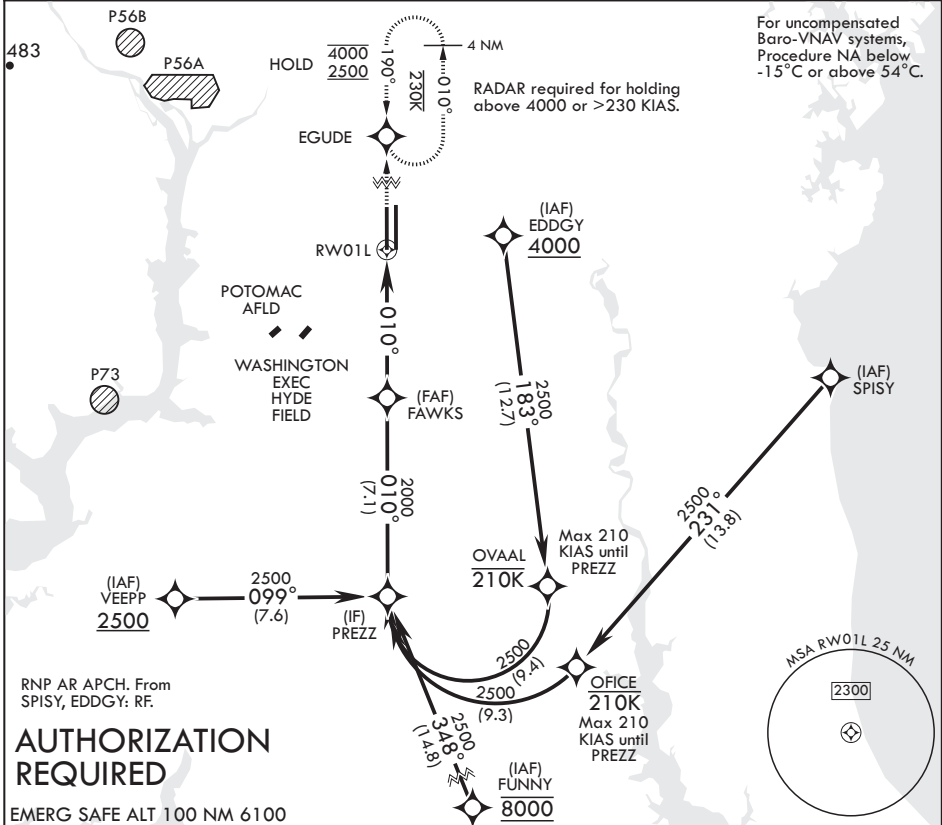 P56B
483
P56A
HOLD
4000
2500
190°
230K
010°
4 NM
For uncompensated
Baro-VNAV systems,
Procedure NA below
-15°C or above 54°C.
RADAR required for holding
above 4000 or >230 KIAS.
EGUDE
(IAF)
EDDGY
4000
RW01L
POTOMAC
AFLD
010°
WASHINGTON
EXEC
HYDE
FIELD
P73
(FAF)
FAWKS
2500
183°
(12.7)
(IAF)
SPISY
2000
010°
(7.1)
2500
231°
(13.8)
Max 210
KIAS until
PREZZ
OVAAL
210K
(IAF)
VEEPP
2500
2500
099°
(7.6)
(IF)
PREZZ
2500
(9.4)
2500
(9.3)
OFICE
210K
Max 210
KIAS until
PREZZ
MSA RW01L 25 NM
2300
RNP AR APCH. From
SPISY, EDDGY: RF.
2500
348°
(14.8)
AUTHORIZATION
REQUIRED
(IAF)
FUNNY
8000
EMERG SAFE ALT 100 NM 6100